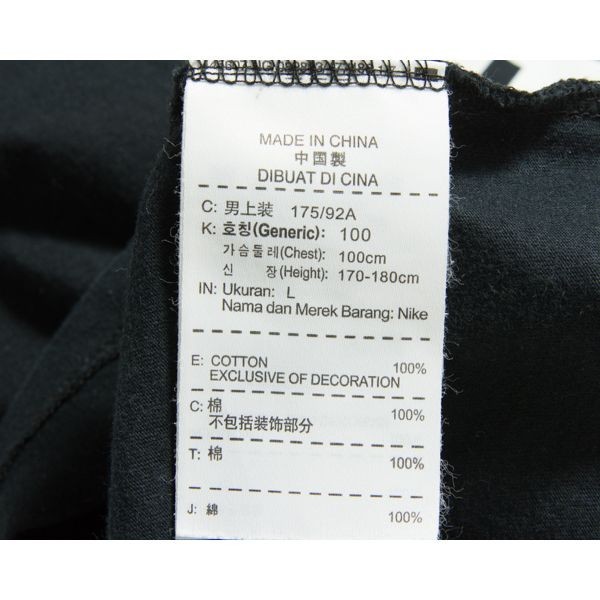 MADE IN CHINA
中国製
DIBUAT DI CINA
C: 男上装 175/92A
K: 호칭(Generic): 100
가슴둘레(Chest): 100cm
신 장(Height): 170-180cm
IN: Ukuran: L
Nama dan Merek Barang: Nike
E: COTTON 100%
EXCLUSIVE OF DECORATION
C: 棉 100%
不包括装饰部分
T: 棉 100%
J: 綿 100%